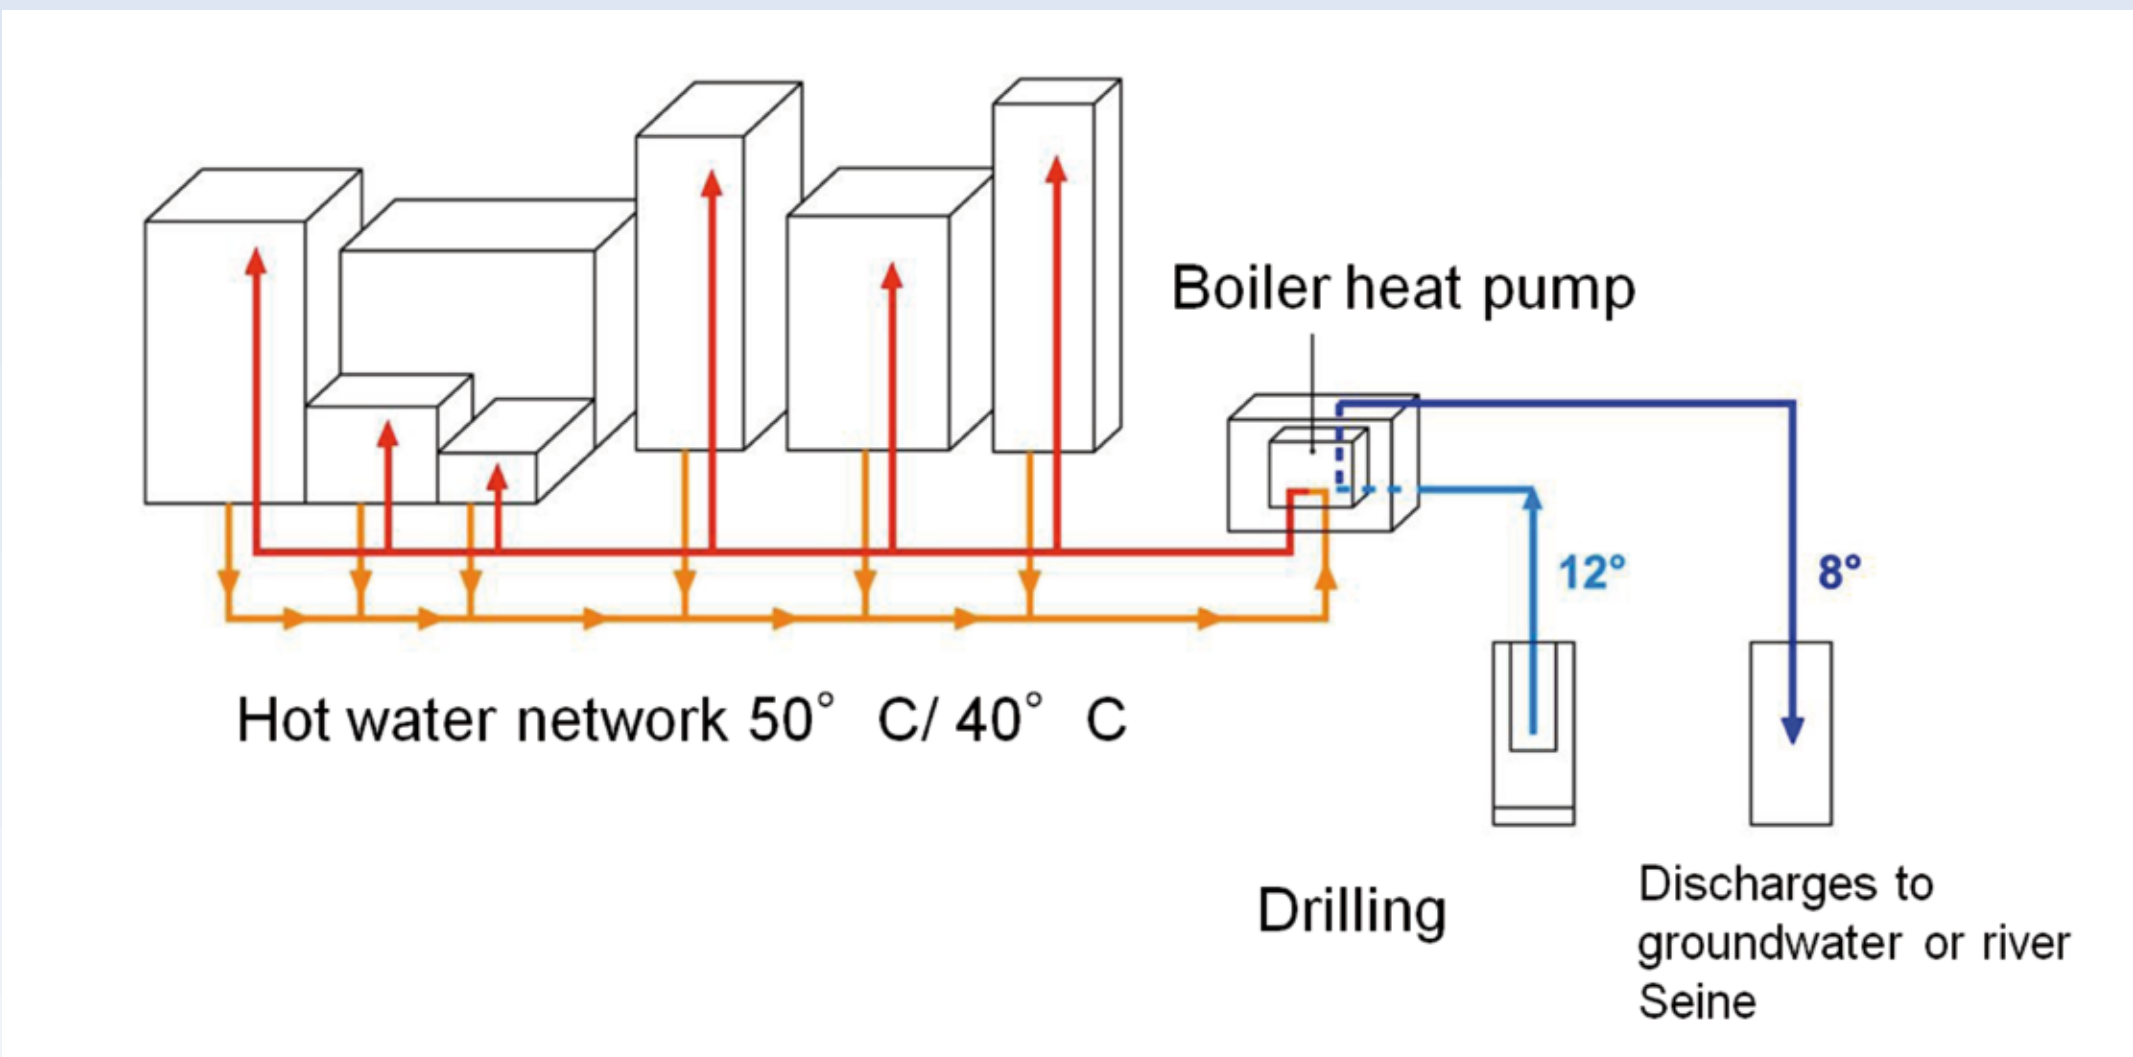 Boiler heat pump
12°
8°
Hot water network 50° C/ 40° C
Drilling
Discharges to
groundwater or river
Seine